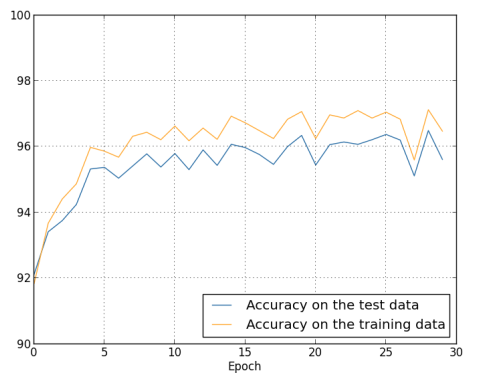 100
98
96
94
92
90
0 5 10 15 20 25 30
Epoch
Accuracy on the test data
Accuracy on the training data